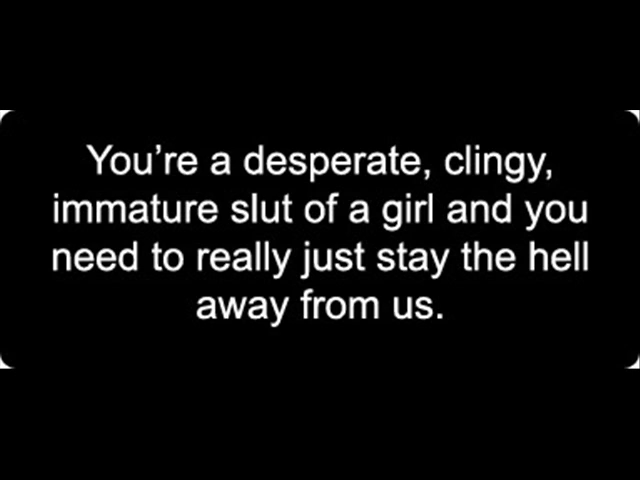 You’re a desperate, clingy,
immature slut of a girl and you
need to really just stay the hell
away from us.